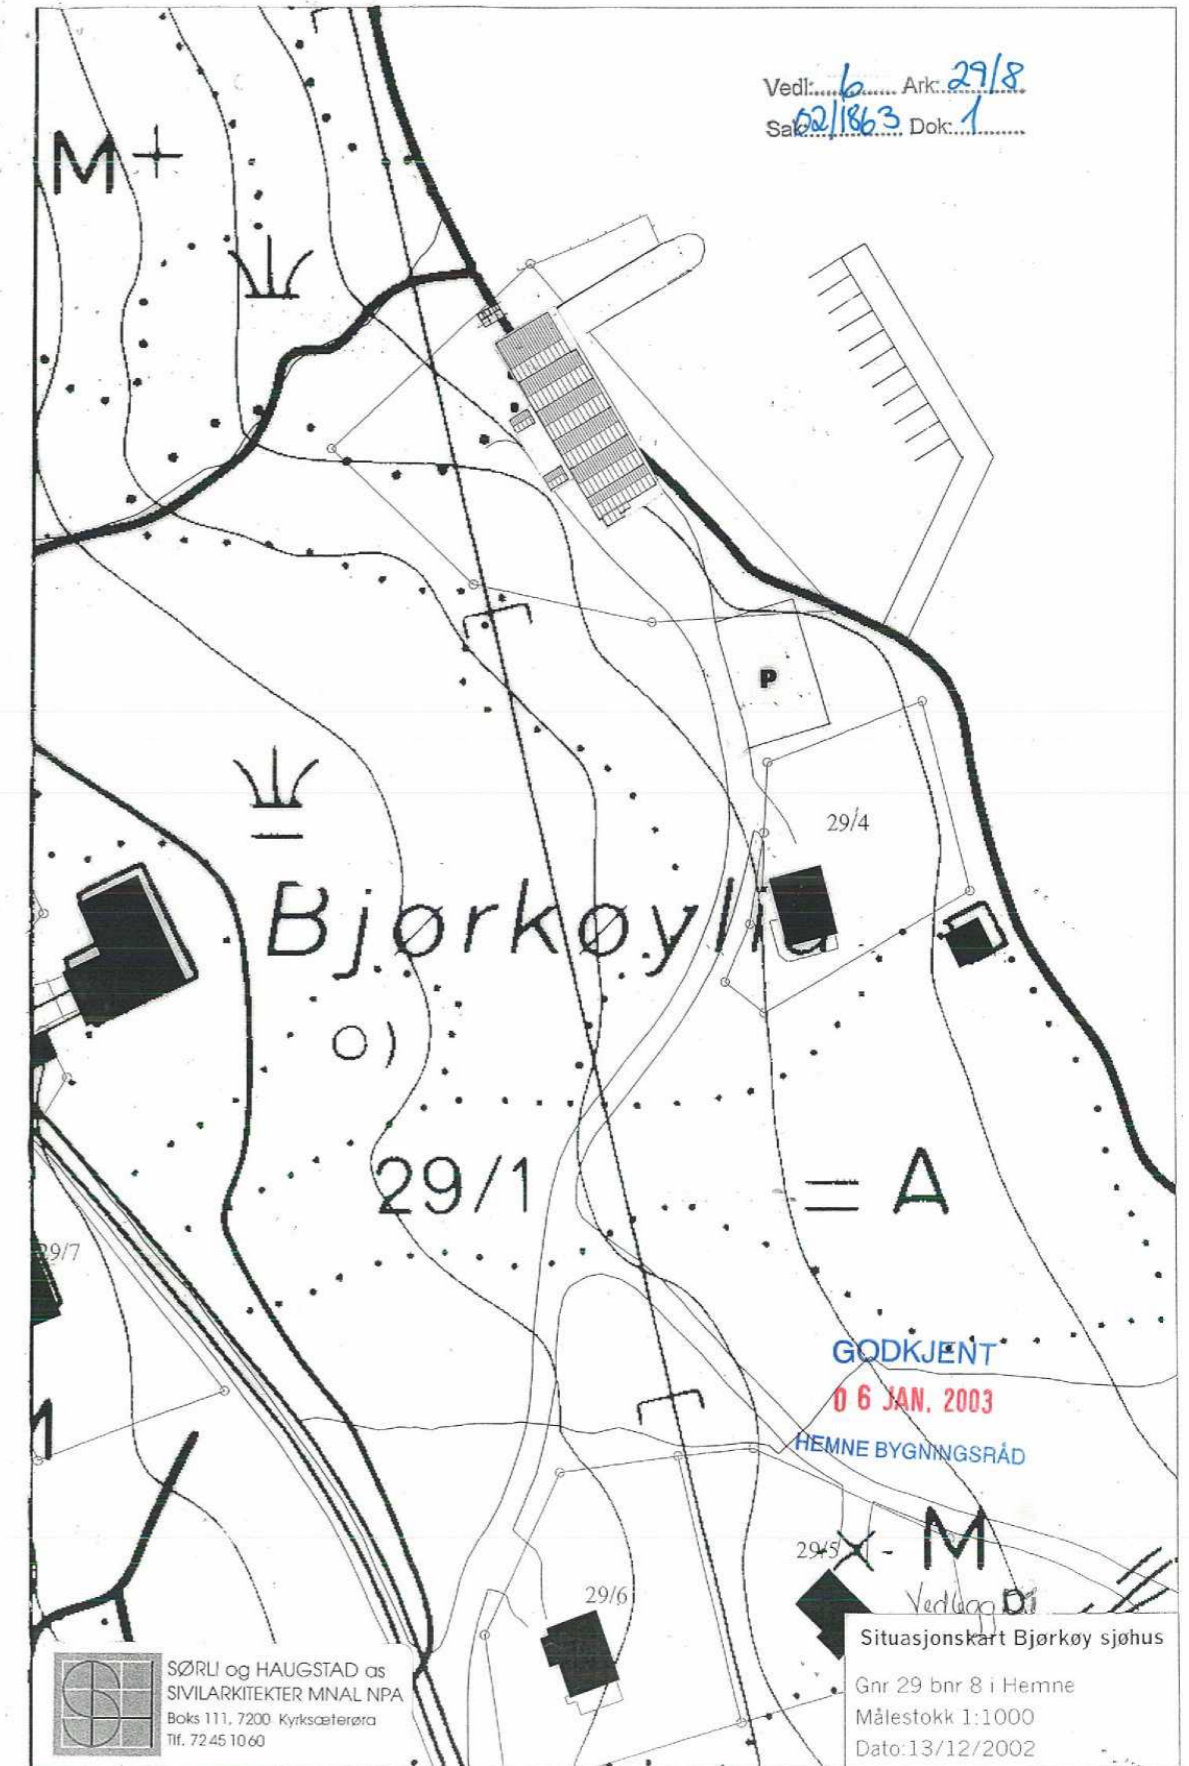 Vedl: 6 Ark: 29/8
Sak: 02/1863 Dok: 1
M+
P
29/4
Bjørkøylia
o)
29/1
= A
29/7
GODKJENT
0 6 JAN. 2003
HEMNE BYGNINGSRÅD
M
29/5 -x- M
29/6
Vedlegg D1
Situasjonskart Bjørkøy sjøhus
Gnr 29 bnr 8 i Hemne
Målestokk 1:1000
Dato:13/12/2002
SH
SØRLI og HAUGSTAD as
SIVILARKITEKTER MNAL NPA
Boks 111, 7200 Kyrksæterøra
Tlf. 72 45 10 60